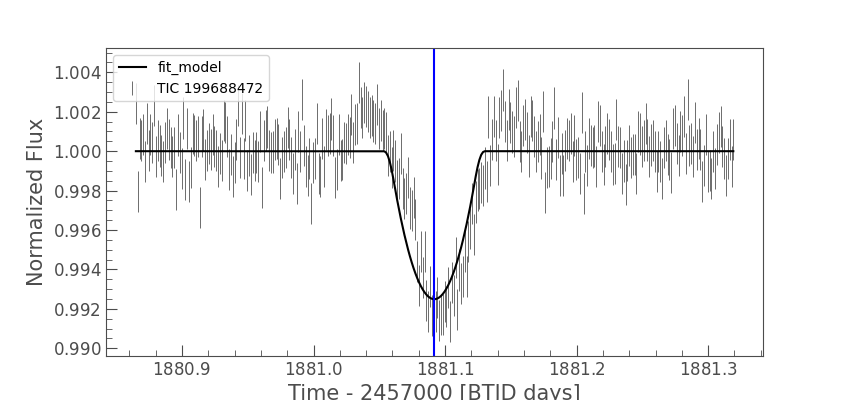 fit_model
TIC 199688472
Normalized Flux
1.004
1.002
1.000
0.998
0.996
0.994
0.992
0.990
1880.9 1881.0 1881.1 1881.2 1881.3
Time - 2457000 [BTJD days]